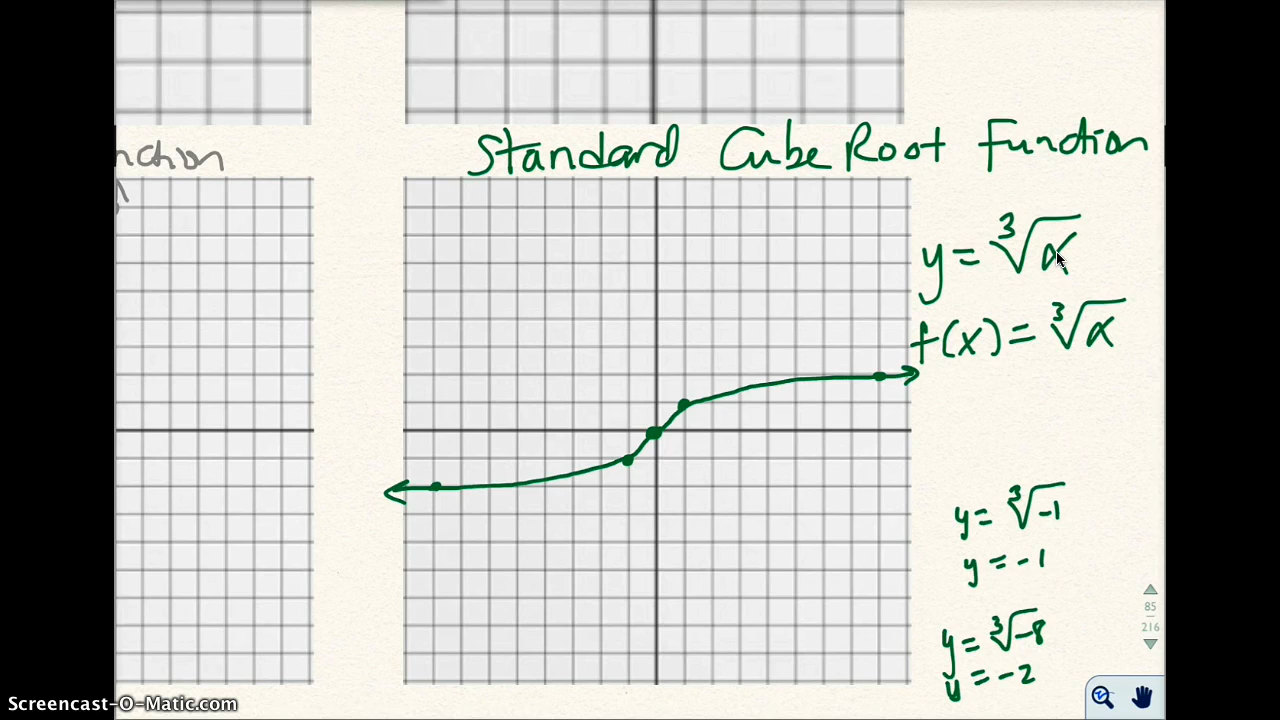 nction
Standard Cube Root Function
y = ∛x
f(x) = ∛x
y = ∛-1
y = -1
y = ∛-8
y = -2
85
216
Screencast-O-Matic.com